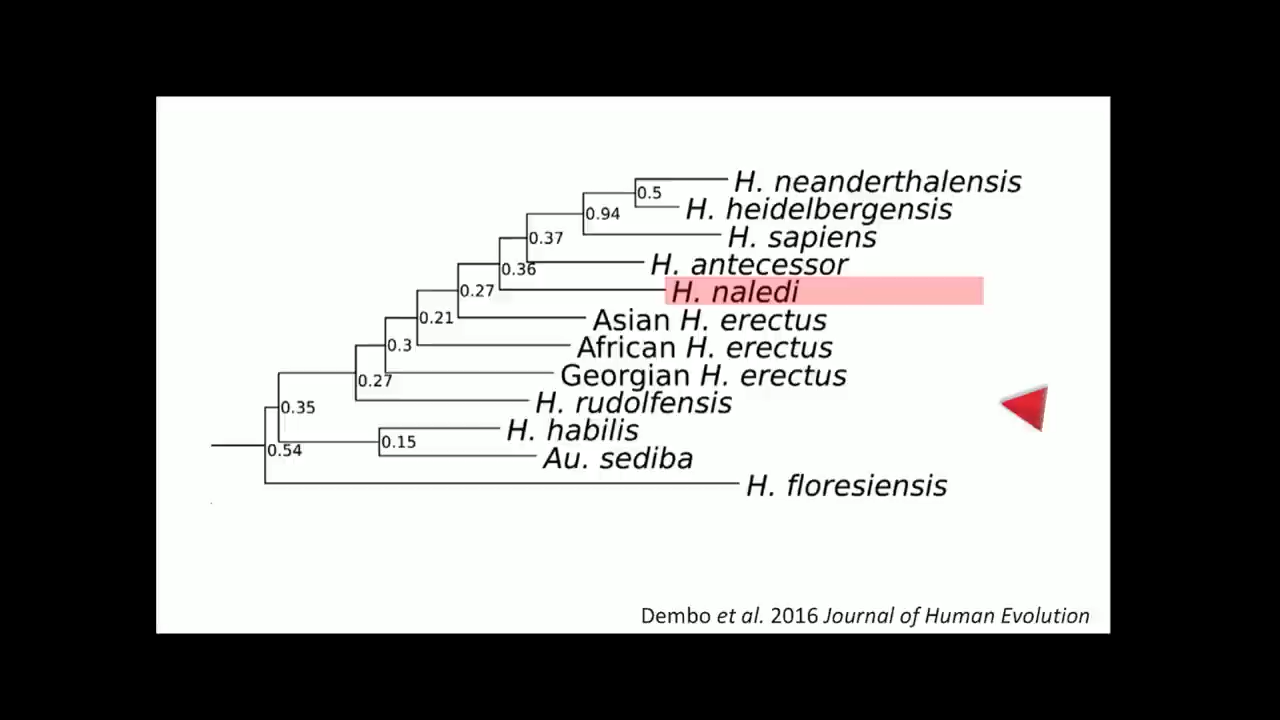 H. neanderthalensis
0.5
H. heidelbergensis
0.94
H. sapiens
0.37
H. antecessor
0.36
H. naledi
0.27
Asian H. erectus
0.21
African H. erectus
0.3
Georgian H. erectus
0.27
H. rudolfensis
0.35
H. habilis
0.15
0.54
Au. sediba
H. floresiensis
Dembo et al. 2016 Journal of Human Evolution